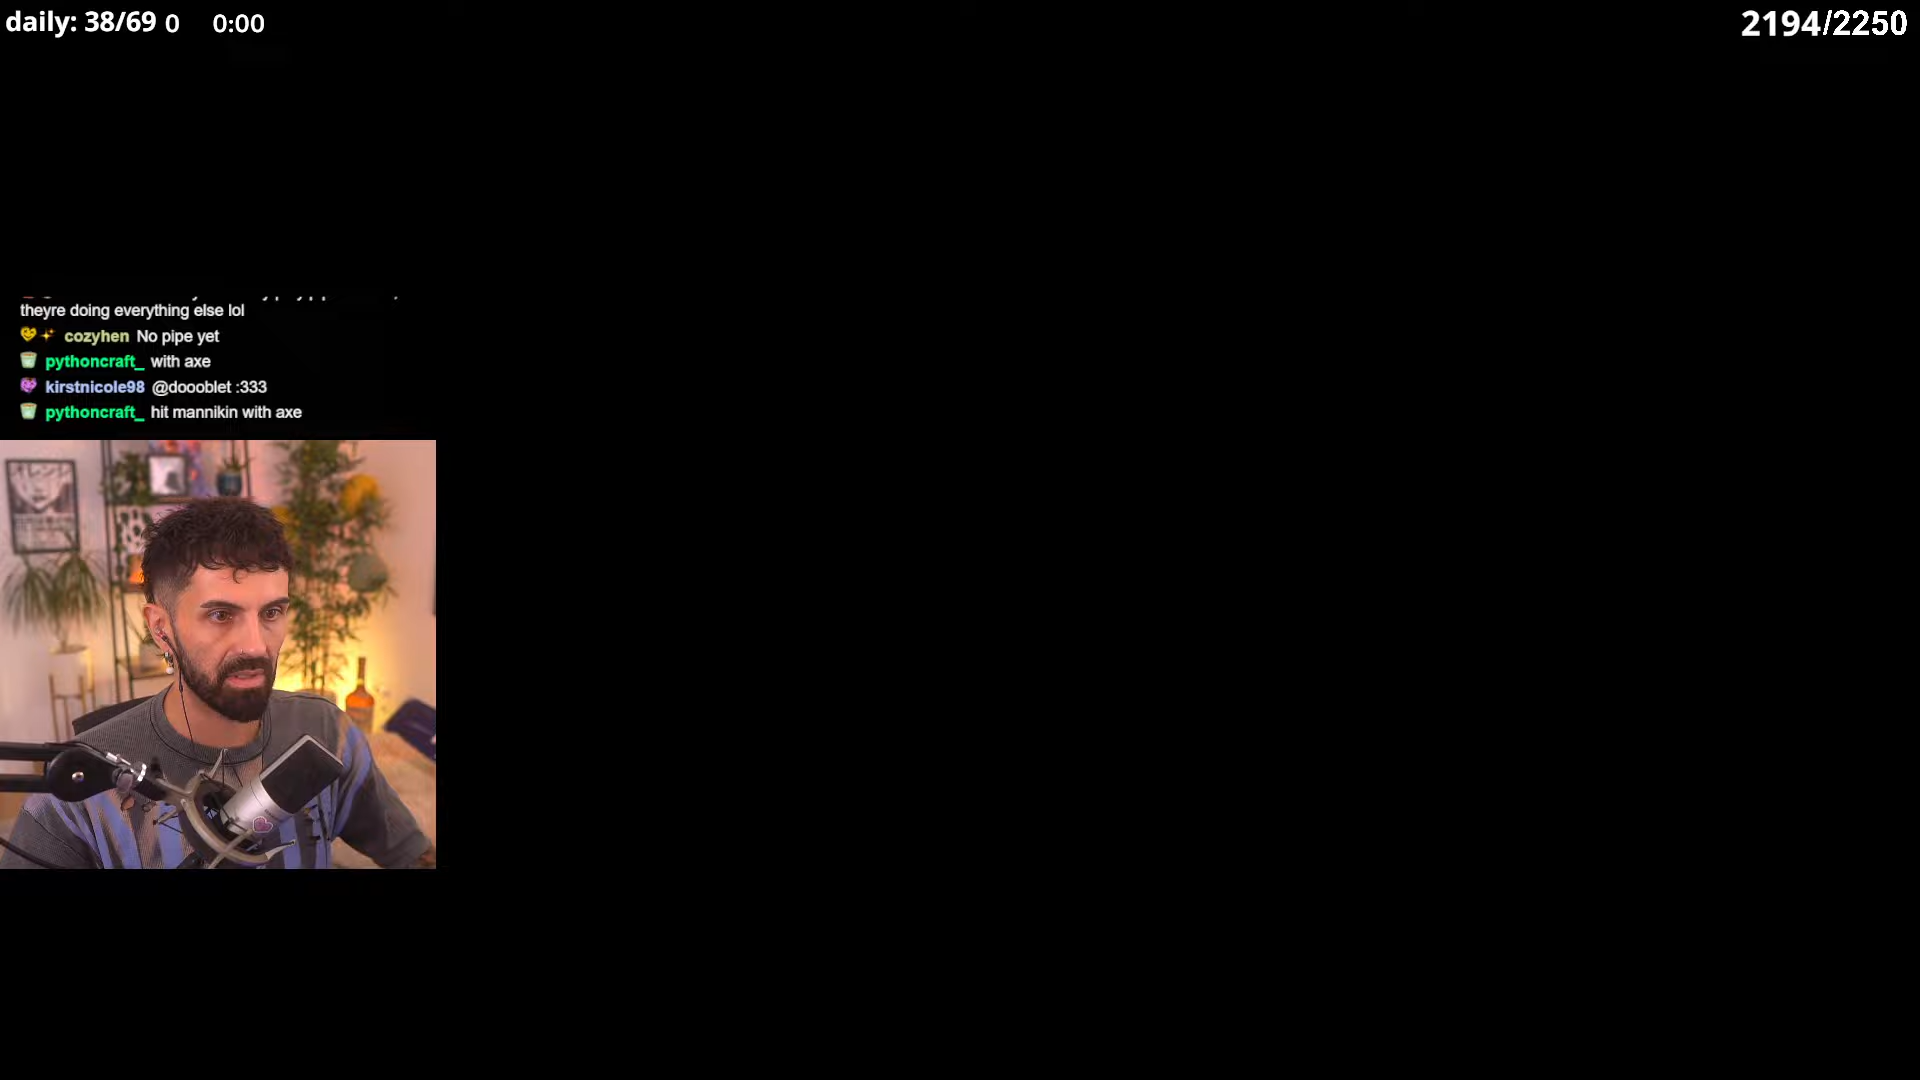 daily: 38/69 0 0:00
2194/2250
theyre doing everything else lol
cozyhen No pipe yet
pythoncraft_ with axe
kirstnicole98 @doooblet :333
pythoncraft_ hit mannikin with axe